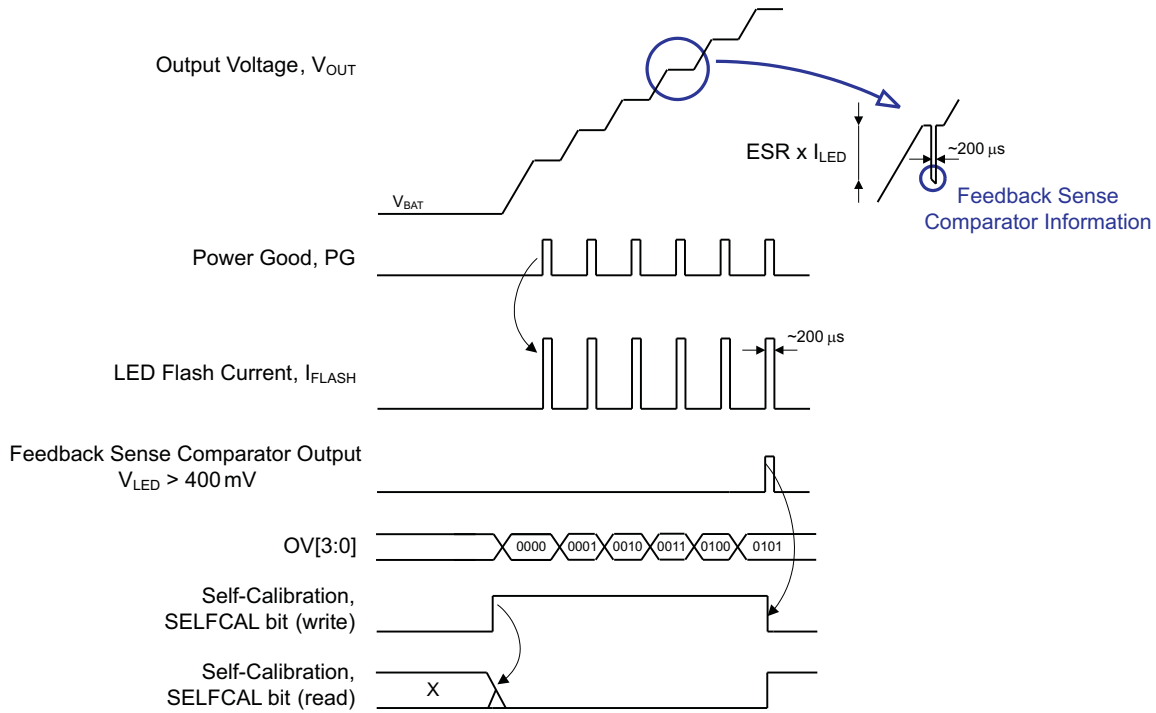 Output Voltage, VOUT
ESR x ILED
~200 μs
Feedback Sense
Comparator Information
VBAT
Power Good, PG
~200 μs
LED Flash Current, IFLASH
Feedback Sense Comparator Output
VLED > 400 mV
OV[3:0]
0000 0001 0010 0011 0100 0101
Self-Calibration,
SELFCAL bit (write)
Self-Calibration,
SELFCAL bit (read)
X